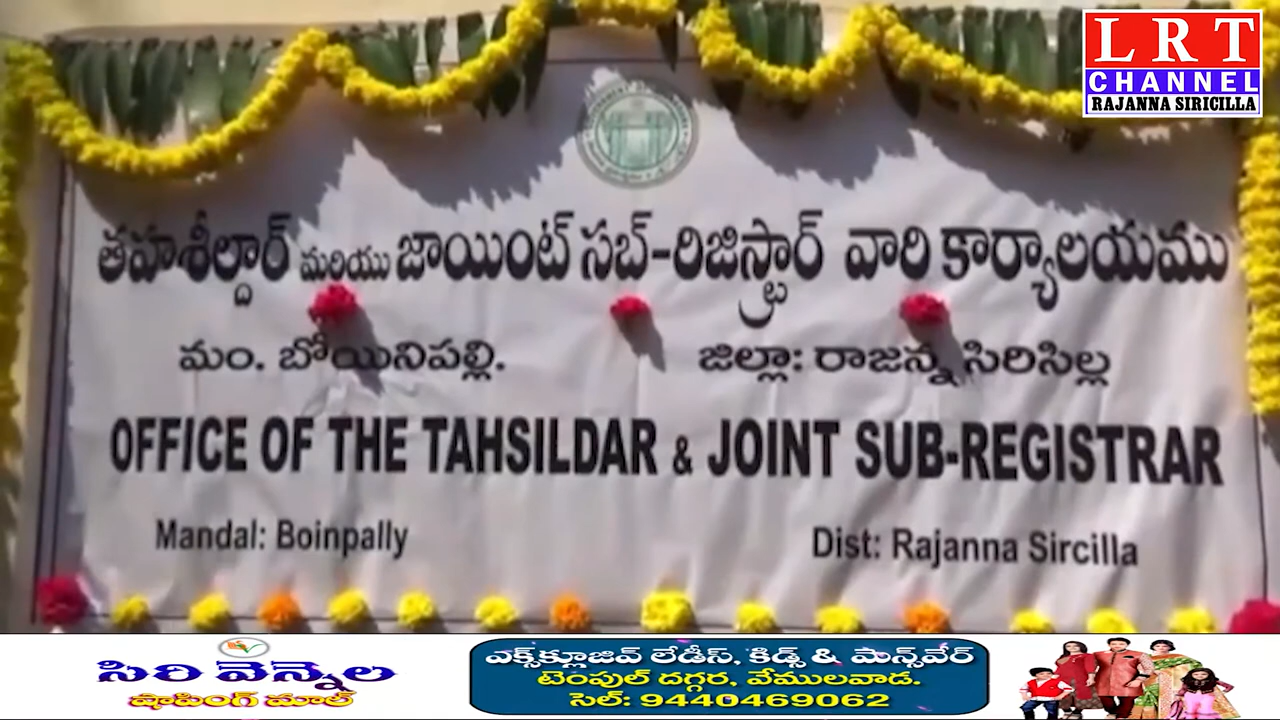 LRT
CHANNEL
RAJANNA SIRICILLA
తహశీల్దార్ మరియు జాయింట్ సబ్-రిజిస్ట్రార్ వారి కార్యాలయము
మం. బోయినిపల్లి. జిల్లా: రాజన్న సిరిసిల్ల
OFFICE OF THE TAHSILDAR & JOINT SUB-REGISTRAR
Mandal: Boinpally Dist: Rajanna Sircilla
సిరి వెన్నెల
షాపింగ్ మాల్
ఎక్స్‌క్లూజివ్ లేడీస్, కిడ్స్ & మాన్స్‌వేర్
టెంపుల్ దగ్గర, వేములవాడ.
సెల్: 9440469062